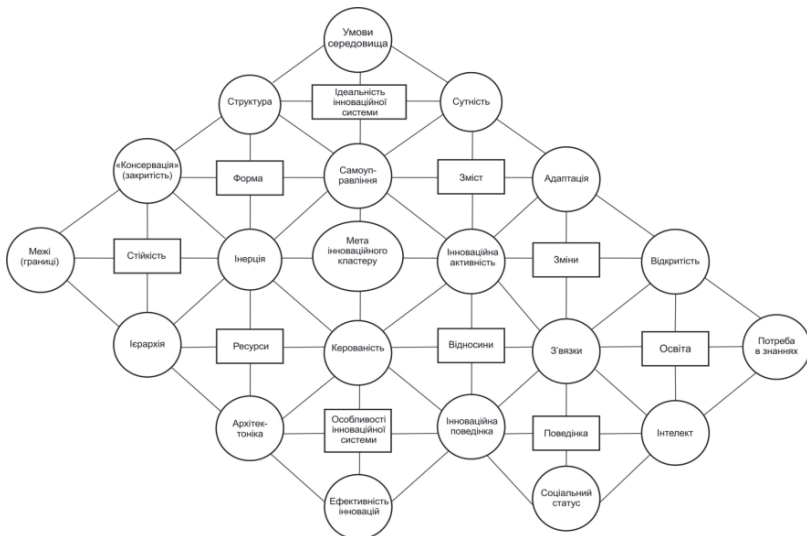 Умови
середовища
Структура
Ідеальність
інноваційної
системи
Сутність
«Консервація»
(закритість)
Форма
Самоуп-
равління
Зміст
Адаптація
Межі
(границі)
Стійкість
Інерція
Мета
інноваційного
кластеру
Інноваційна
активність
Зміни
Відкритість
Ієрархія
Ресурси
Керованість
Відносини
З'вязки
Освіта
Потреба
в знаннях
Архітек-
тоніка
Особливості
інноваційної
системи
Інноваційна
поведінка
Поведінка
Інтелект
Ефективність
інновацій
Соціальний
статус